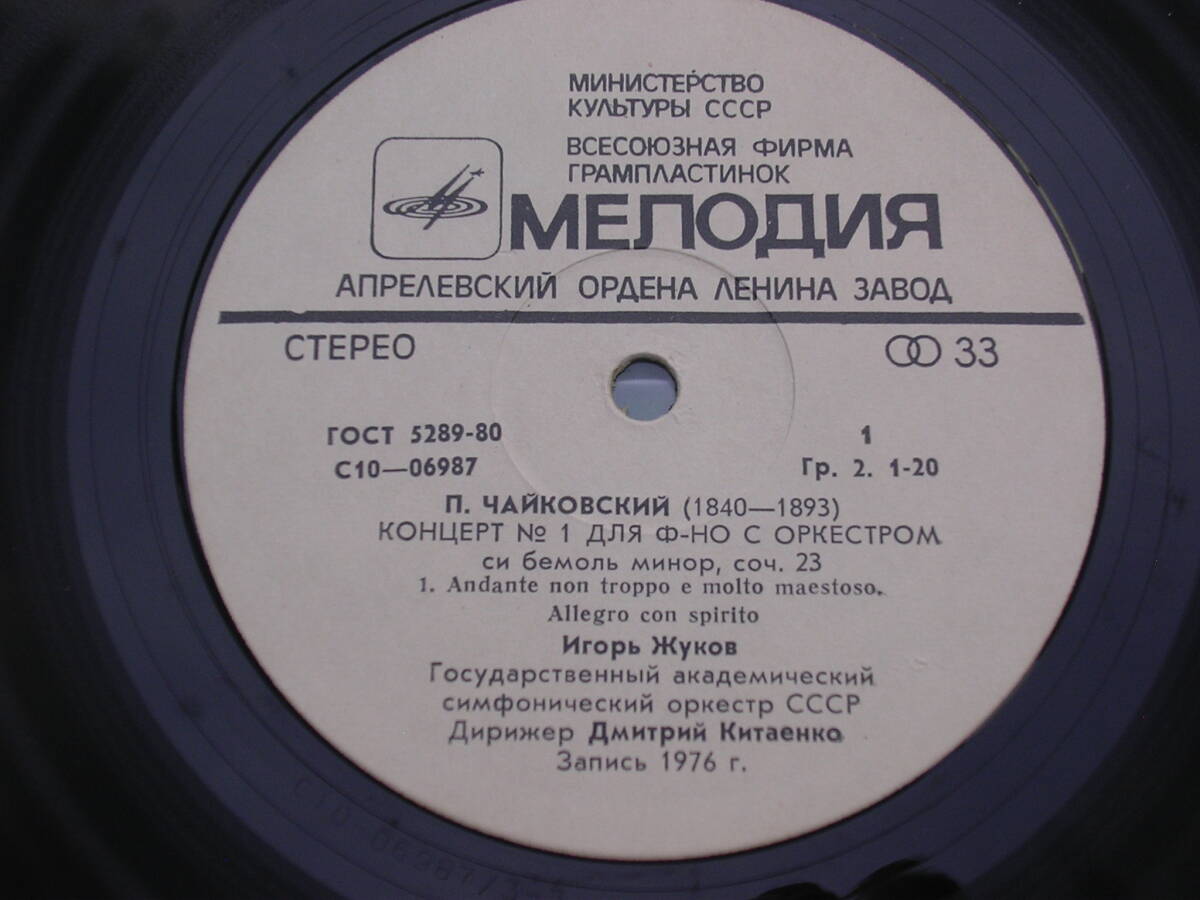 МИНИСТЕРСТВО
КУЛЬТУРЫ СССР
ВСЕСОЮЗНАЯ ФИРМА
ГРАМПЛАСТИНОК
МЕЛОДИЯ
АПРЕЛЕВСКИЙ ОРДЕНА ЛЕНИНА ЗАВОД
СТЕРЕО 33
ГОСТ 5289-80 1
С10—06987 Гр. 2. 1-20
П. ЧАЙКОВСКИЙ (1840—1893)
КОНЦЕРТ № 1 ДЛЯ Ф-НО С ОРКЕСТРОМ
си бемоль минор, соч. 23
1. Andante non troppo e molto maestoso.
Allegro con spirito
Игорь Жуков
Государственный академический
симфонический оркестр СССР
Дирижер Дмитрий Китаенко
Запись 1976 г.